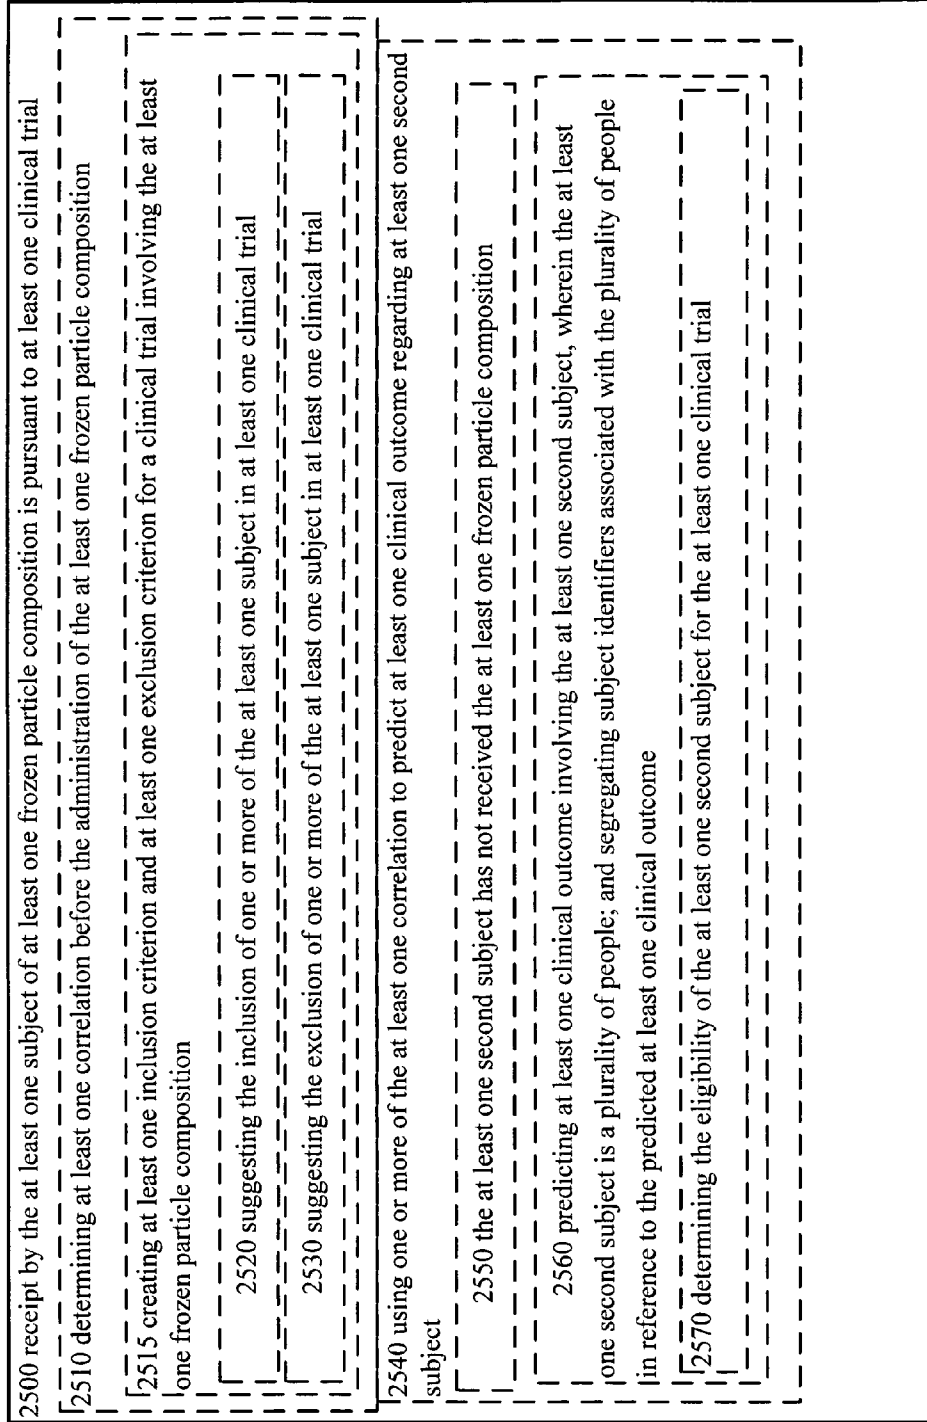 2500 receipt by the at least one subject of at least one frozen particle composition is pursuant to at least one clinical trial
2510 determining at least one correlation before the administration of the at least one frozen particle composition
2515 creating at least one inclusion criterion and at least one exclusion criterion for a clinical trial involving the at least
one frozen particle composition
2520 suggesting the inclusion of one or more of the at least one subject in at least one clinical trial
2530 suggesting the exclusion of one or more of the at least one subject in at least one clinical trial
2540 using one or more of the at least one correlation to predict at least one clinical outcome regarding at least one second
subject
2550 the at least one second subject has not received the at least one frozen particle composition
2560 predicting at least one clinical outcome involving the at least one second subject, wherein the at least
one second subject is a plurality of people; and segregating subject identifiers associated with the plurality of people
in reference to the predicted at least one clinical outcome
2570 determining the eligibility of the at least one second subject for the at least one clinical trial